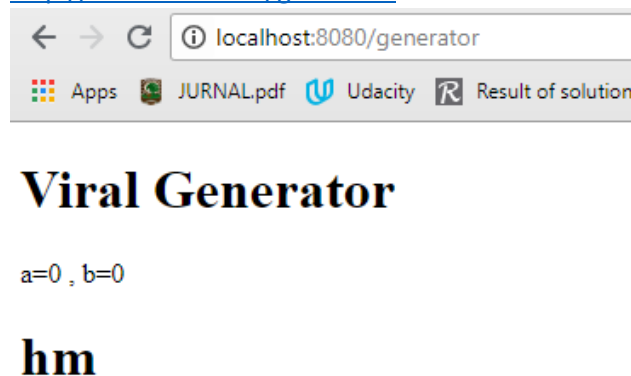 localhost:8080/generator
Apps JURNAL.pdf Udacity R Result of solution
Viral Generator
a=0 , b=0
hm